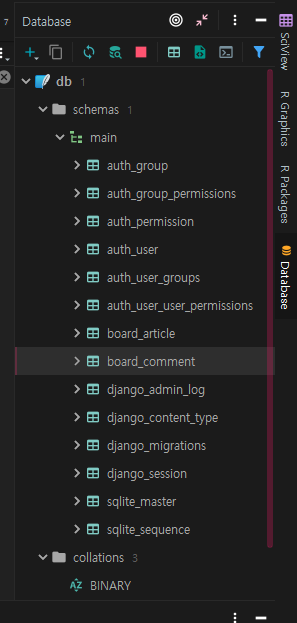 7
Database
db 1
schemas 1
main
auth_group
auth_group_permissions
auth_permission
auth_user
auth_user_groups
auth_user_user_permissions
board_article
board_comment
django_admin_log
django_content_type
django_migrations
django_session
sqlite_master
sqlite_sequence
collations 3
AZ BINARY
SciView
R Graphics
R Packages
Database